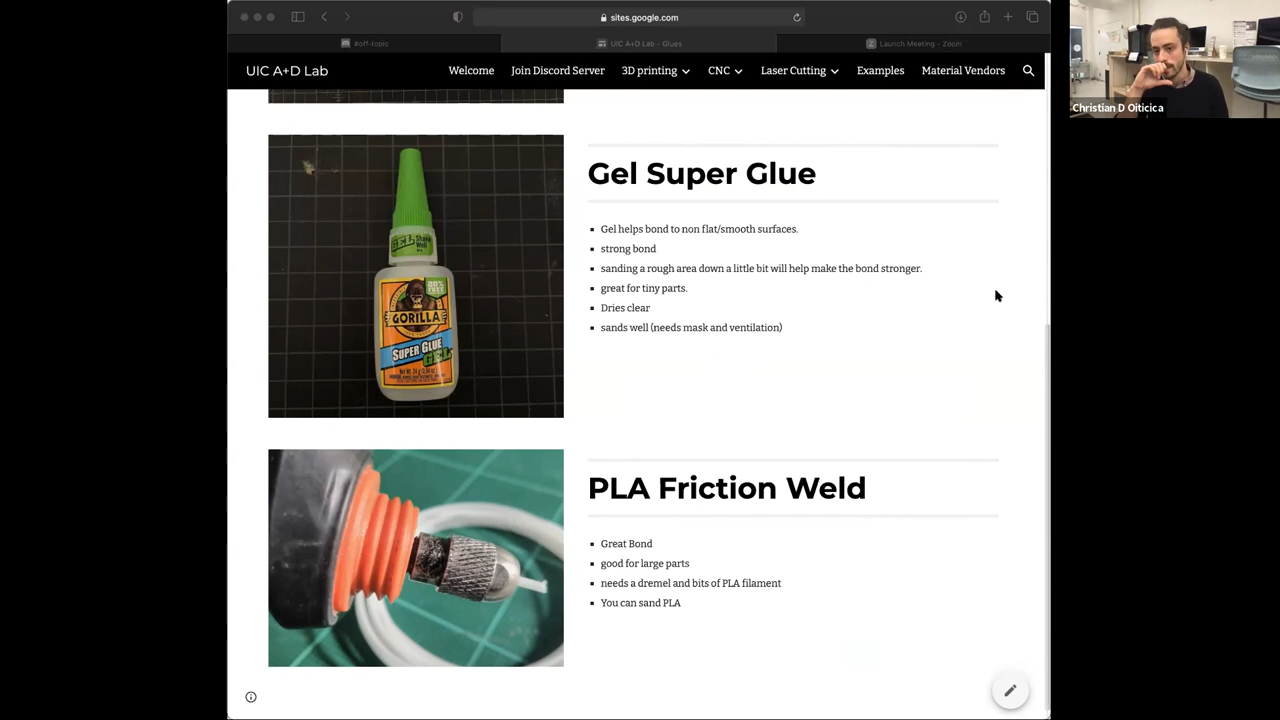 sites.google.com
#off-topic
UIC A+D Lab - Glues
Launch Meeting - Zoom
UIC A+D Lab
Welcome
Join Discord Server
3D printing
CNC
Laser Cutting
Examples
Material Vendors
Christian D Oiticica
Gel Super Glue
Gel helps bond to non flat/smooth surfaces.
strong bond
sanding a rough area down a little bit will help make the bond stronger.
great for tiny parts.
Dries clear
sands well (needs mask and ventilation)
GEL
GORILLA
SUPER GLUE
GEL
PLA Friction Weld
Great Bond
good for large parts
needs a dremel and bits of PLA filament
You can sand PLA